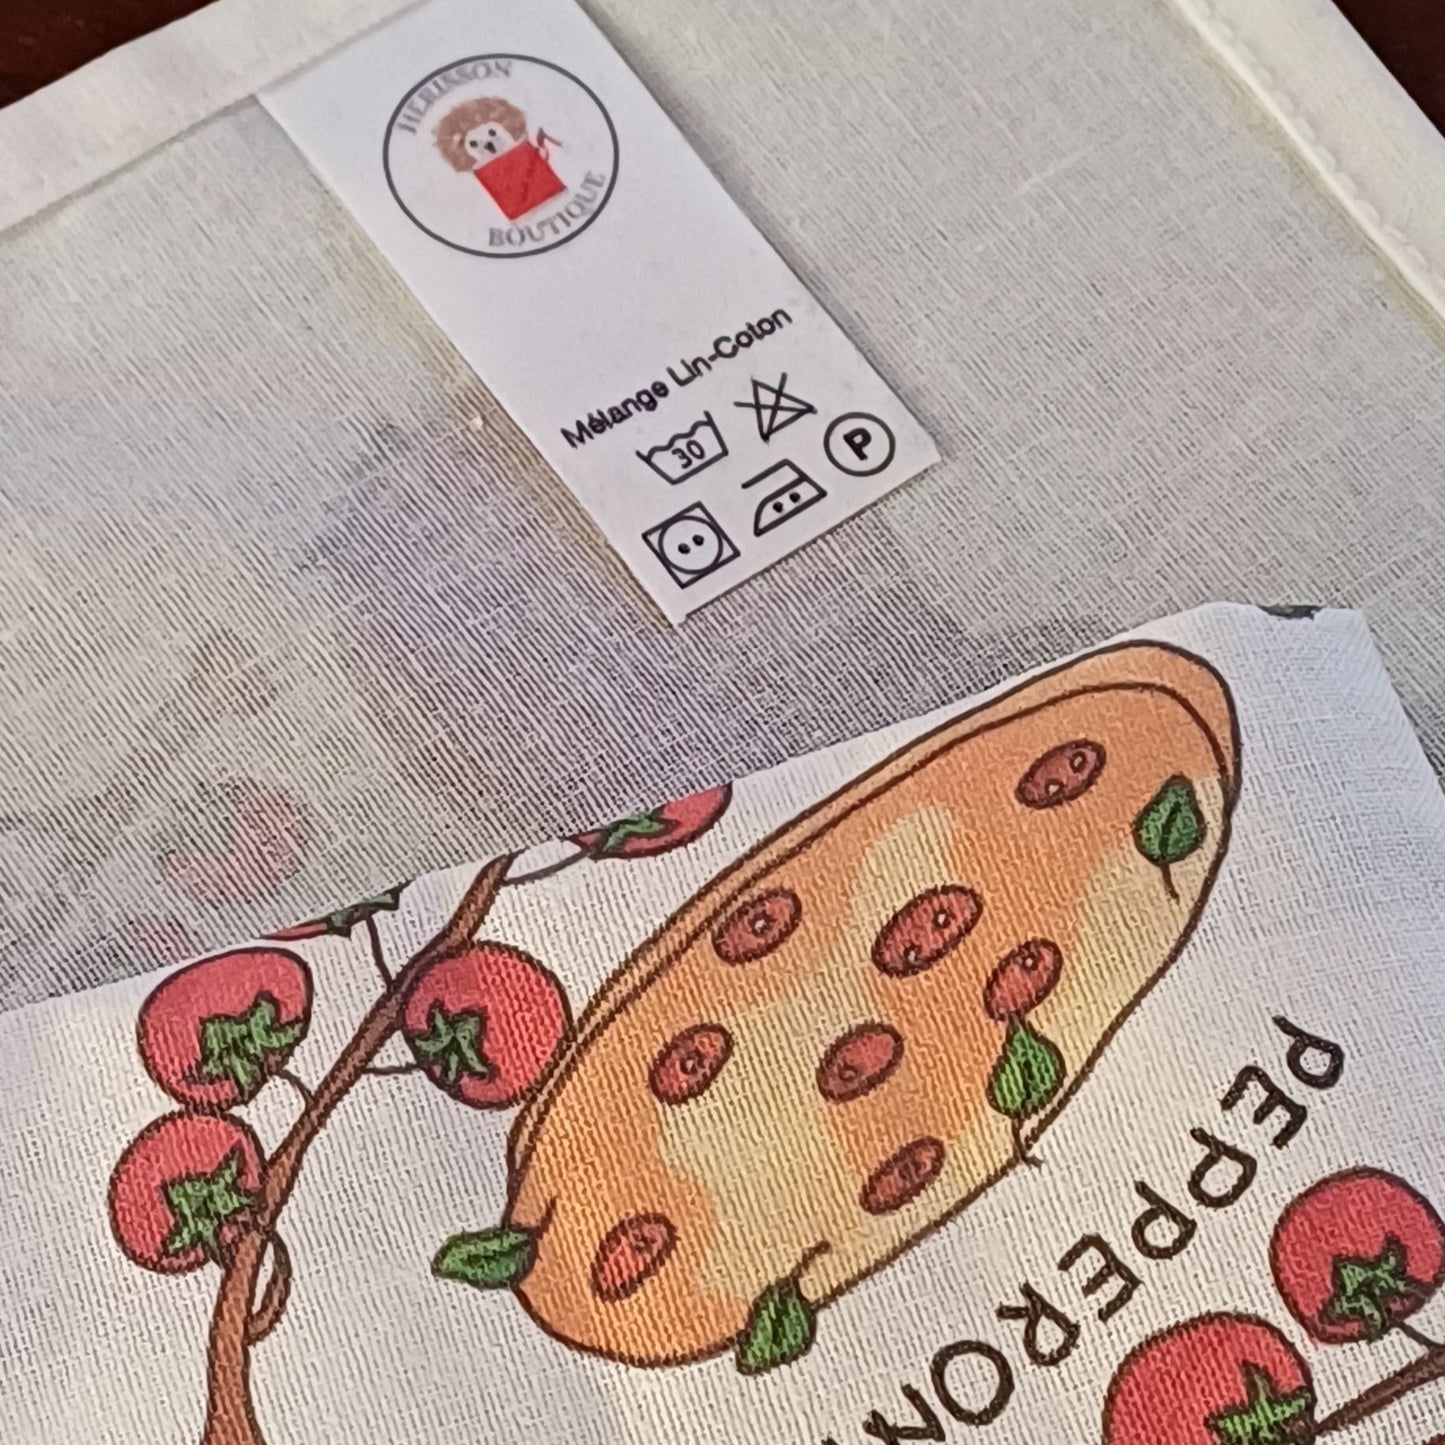 HERISSON
BOUTIQUE
Mélange Lin-Coton
30
P
PEPPERON